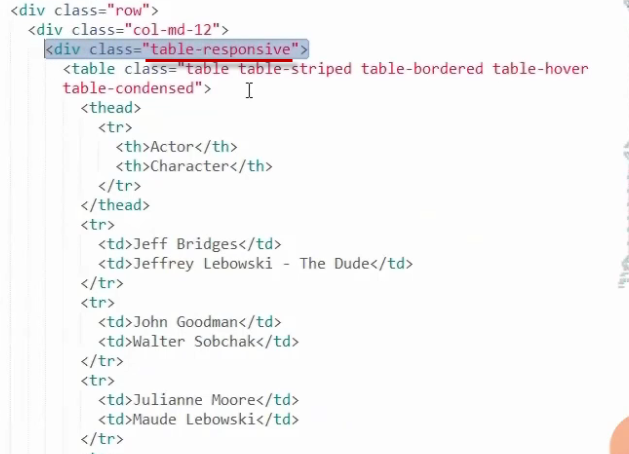 <div class="row">
<div class="col-md-12">
<div class="table-responsive">
<table class="table table-striped table-bordered table-hover
table-condensed">
<thead>
<tr>
<th>Actor</th>
<th>Character</th>
</tr>
</thead>
<tr>
<td>Jeff Bridges</td>
<td>Jeffrey Lebowski - The Dude</td>
</tr>
<tr>
<td>John Goodman</td>
<td>Walter Sobchak</td>
</tr>
<tr>
<td>Julianne Moore</td>
<td>Maude Lebowski</td>
</tr>